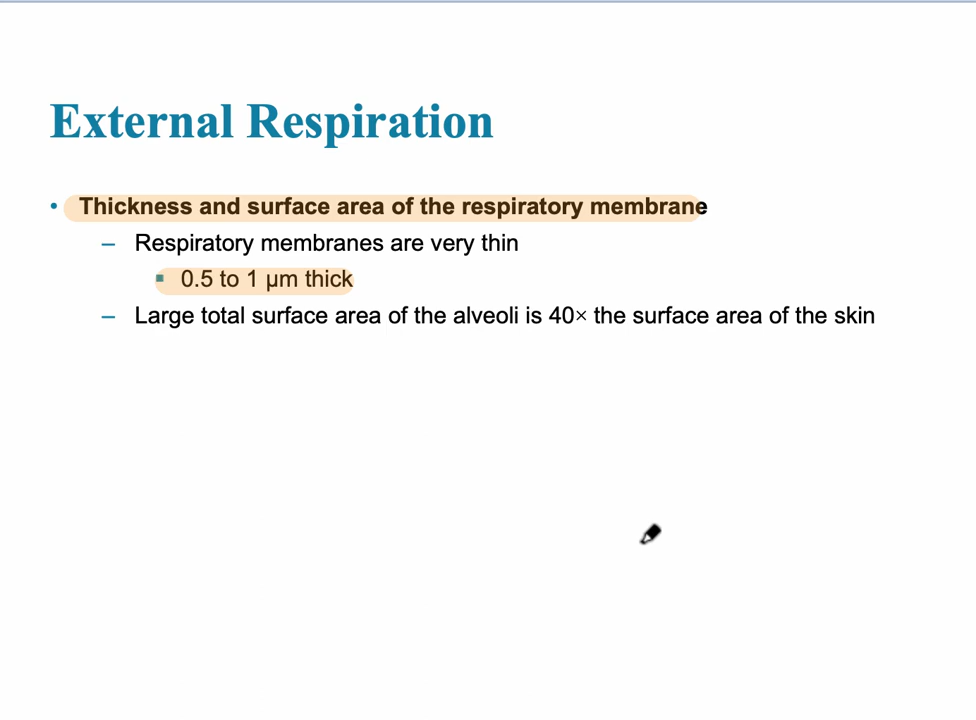 External Respiration
• Thickness and surface area of the respiratory membrane
– Respiratory membranes are very thin
▪ 0.5 to 1 μm thick
– Large total surface area of the alveoli is 40× the surface area of the skin